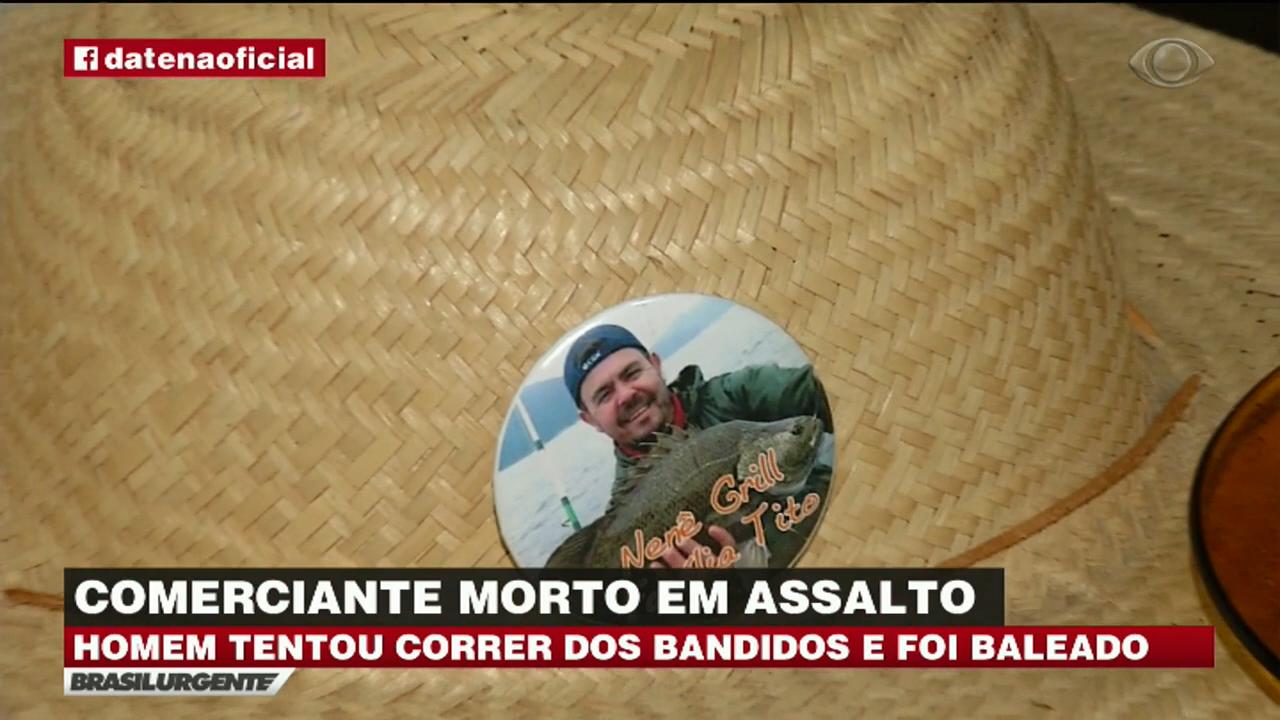 datenaoficial
Nenê Grill
Tito
COMERCIANTE MORTO EM ASSALTO
HOMEM TENTOU CORRER DOS BANDIDOS E FOI BALEADO
BRASILURGENTE